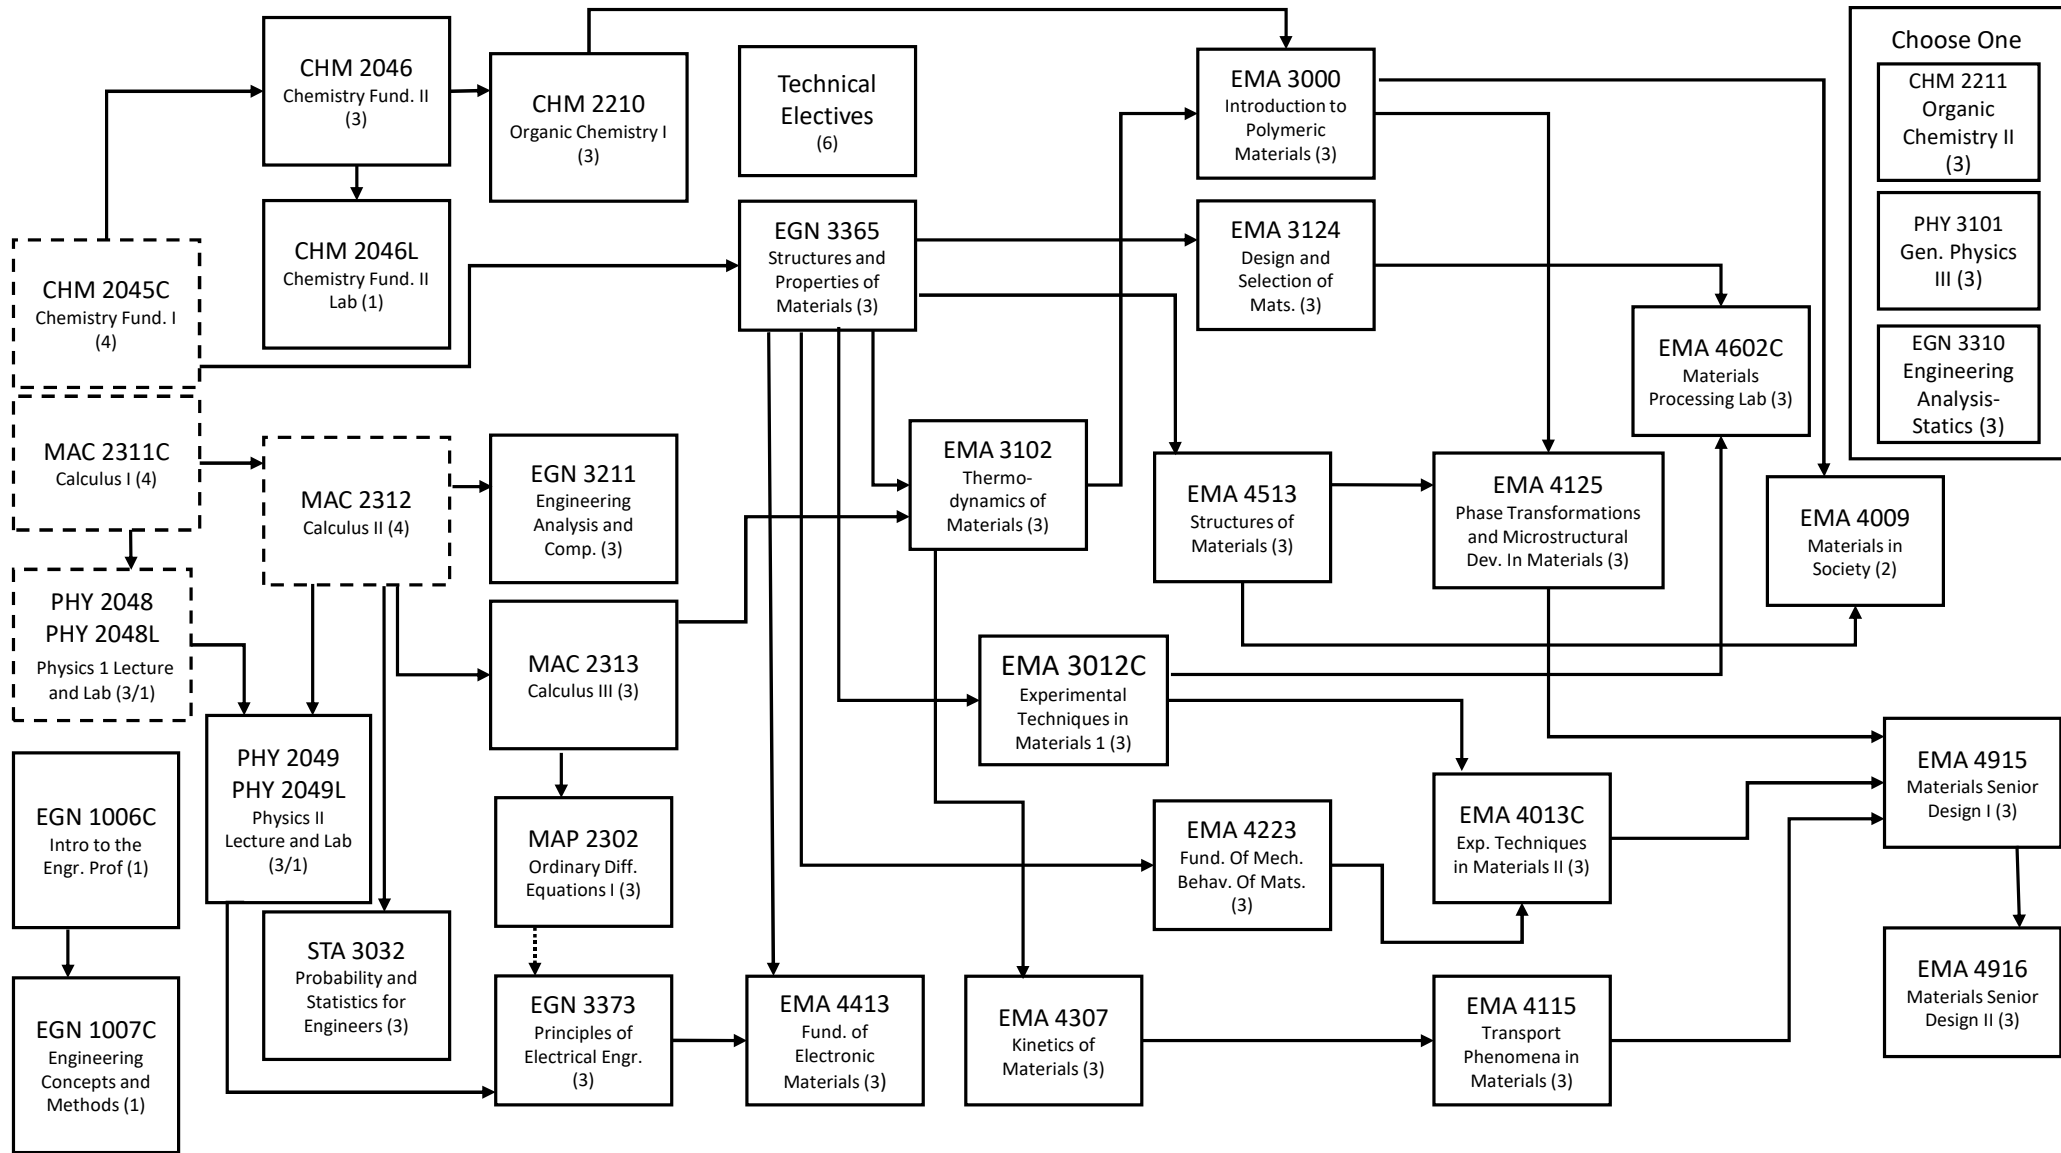 CHM 2046
Chemistry Fund. II
(3)
CHM 2210
Organic Chemistry I
(3)
Technical
Electives
(6)
EMA 3000
Introduction to
Polymeric
Materials (3)
Choose One
CHM 2211
Organic
Chemistry II
(3)
PHY 3101
Gen. Physics
III (3)
EGN 3310
Engineering
Analysis-
Statics (3)
CHM 2046L
Chemistry Fund. II
Lab (1)
CHM 2045C
Chemistry Fund. I
(4)
EGN 3365
Structures and
Properties of
Materials (3)
EMA 3124
Design and
Selection of
Mats. (3)
EMA 4602C
Materials
Processing Lab (3)
MAC 2311C
Calculus I (4)
MAC 2312
Calculus II (4)
EGN 3211
Engineering
Analysis and
Comp. (3)
EMA 3102
Thermo-
dynamics of
Materials (3)
EMA 4513
Structures of
Materials (3)
EMA 4125
Phase Transformations
and Microstructural
Dev. In Materials (3)
EMA 4009
Materials in
Society (2)
PHY 2048
PHY 2048L
Physics 1 Lecture
and Lab (3/1)
MAC 2313
Calculus III (3)
EMA 3012C
Experimental
Techniques in
Materials 1 (3)
PHY 2049
PHY 2049L
Physics II
Lecture and Lab
(3/1)
EGN 1006C
Intro to the
Engr. Prof (1)
MAP 2302
Ordinary Diff.
Equations I (3)
EMA 4223
Fund. Of Mech.
Behav. Of Mats.
(3)
EMA 4013C
Exp. Techniques
in Materials II (3)
EMA 4915
Materials Senior
Design I (3)
STA 3032
Probability and
Statistics for
Engineers (3)
EGN 1007C
Engineering
Concepts and
Methods (1)
EGN 3373
Principles of
Electrical Engr.
(3)
EMA 4413
Fund. of
Electronic
Materials (3)
EMA 4307
Kinetics of
Materials (3)
EMA 4115
Transport
Phenomena in
Materials (3)
EMA 4916
Materials Senior
Design II (3)